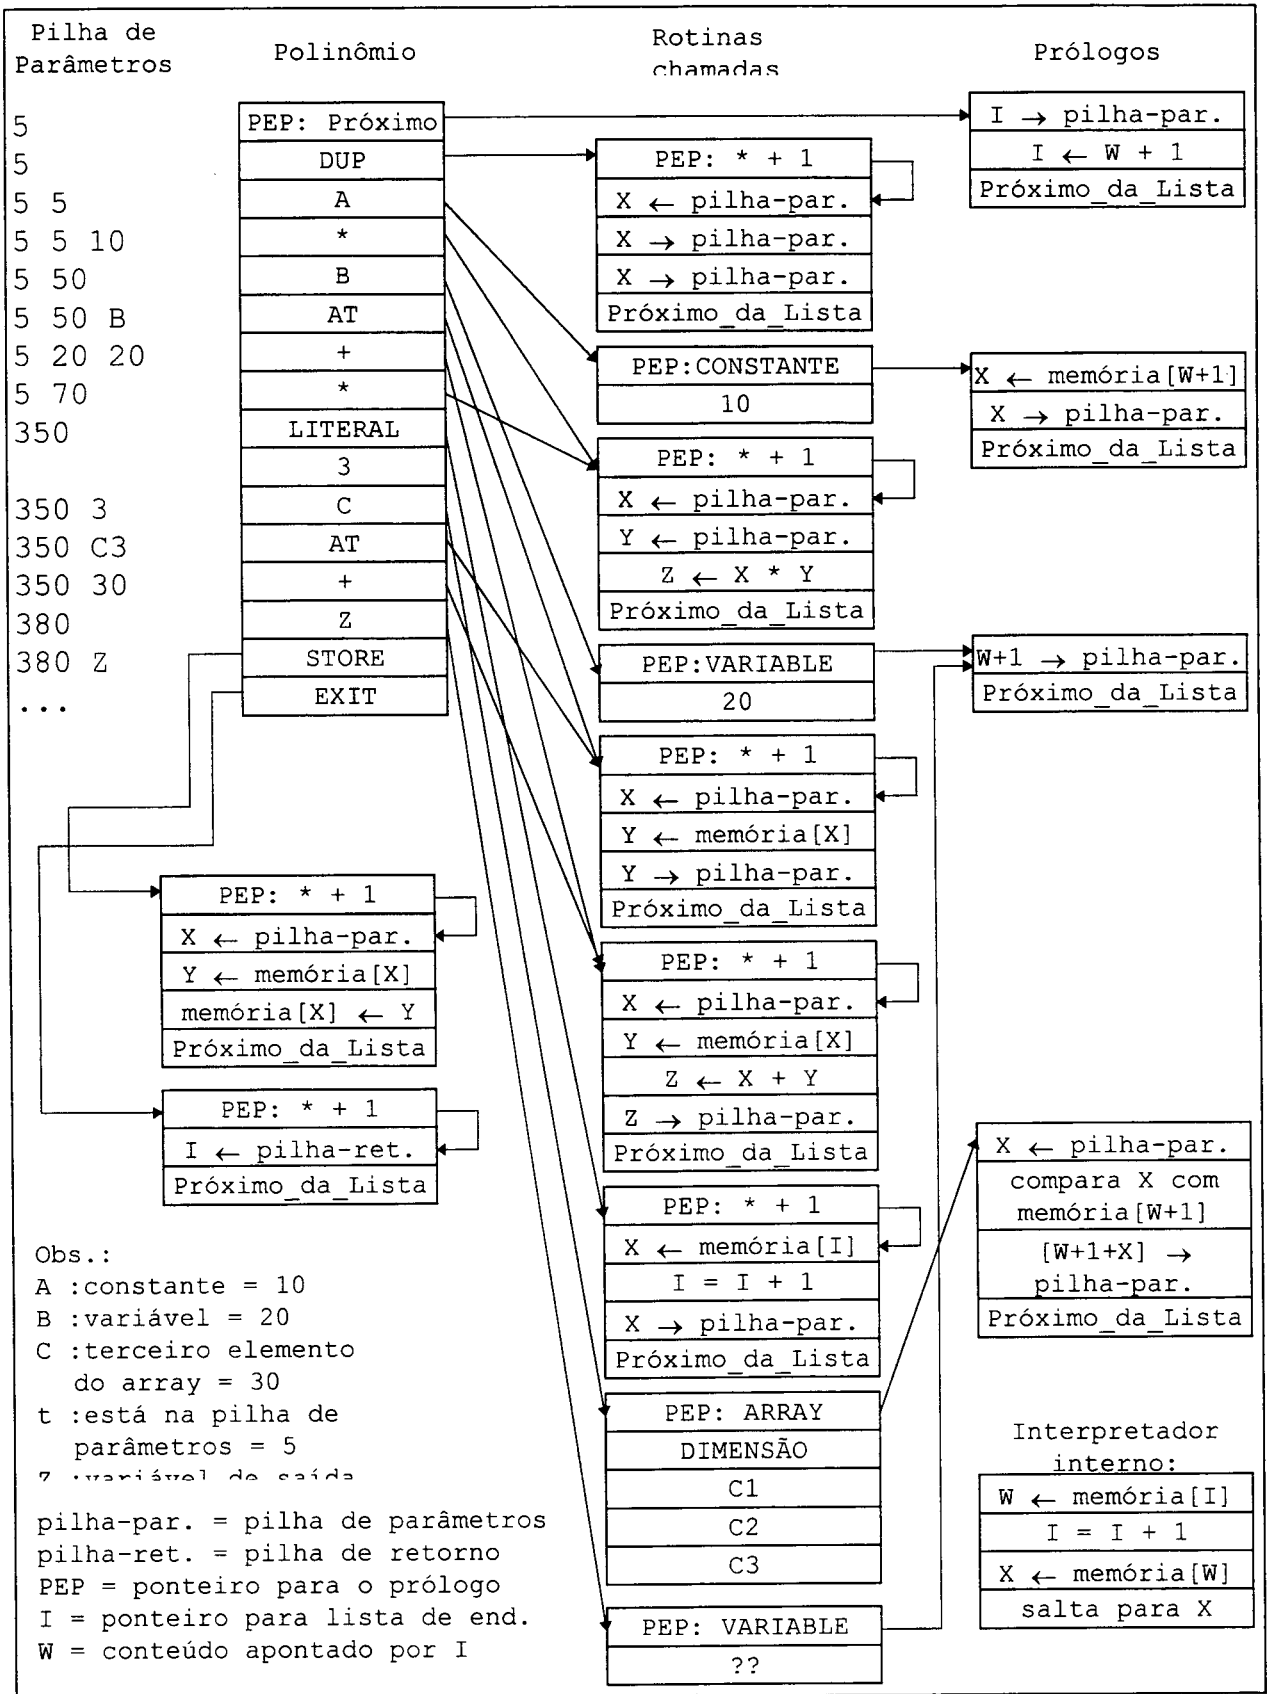 Pilha de
Parâmetros
Polinômio
Rotinas
chamadas
Prólogos
5
5
5 5
5 5 10
5 50
5 50 B
5 20 20
5 70
350
350 3
350 C3
350 30
380
380 Z
...
PEP: Próximo
DUP
A
*
B
AT
+
*
LITERAL
3
C
AT
+
Z
STORE
EXIT
PEP: * + 1
X ← pilha-par.
X → pilha-par.
X → pilha-par.
Próximo_da_Lista
PEP:CONSTANTE
10
PEP: * + 1
X ← pilha-par.
Y ← pilha-par.
Z ← X * Y
Próximo_da_Lista
PEP:VARIABLE
20
PEP: * + 1
X ← pilha-par.
Y ← memória[X]
Y → pilha-par.
Próximo_da_Lista
PEP: * + 1
X ← pilha-par.
Y ← memória[X]
Z ← X + Y
Z → pilha-par.
Próximo_da_Lista
PEP: * + 1
X ← memória[I]
I = I + 1
X → pilha-par.
Próximo_da_Lista
PEP: ARRAY
DIMENSÃO
C1
C2
C3
PEP: VARIABLE
??
I → pilha-par.
I ← W + 1
Próximo_da_Lista
X ← memória[W+1]
X → pilha-par.
Próximo_da_Lista
W+1 → pilha-par.
Próximo_da_Lista
X ← pilha-par.
compara X com
memória[W+1]
[W+1+X] →
pilha-par.
Próximo_da_Lista
Interpretador
interno:
W ← memória[I]
I = I + 1
X ← memória[W]
salta para X
PEP: * + 1
X ← pilha-par.
Y ← memória[X]
memória[X] ← Y
Próximo_da_Lista
PEP: * + 1
I ← pilha-ret.
Próximo_da_Lista
Obs.:
A :constante = 10
B :variável = 20
C :terceiro elemento
do array = 30
t :está na pilha de
parâmetros = 5
Z :variável de saída
pilha-par. = pilha de parâmetros
pilha-ret. = pilha de retorno
PEP = ponteiro para o prólogo
I = ponteiro para lista de end.
W = conteúdo apontado por I